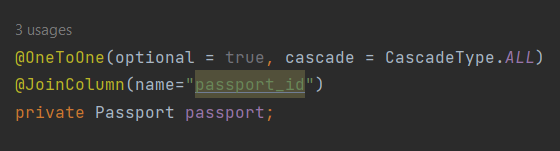 3 usages
@OneToOne(optional = true, cascade = CascadeType.ALL)
@JoinColumn(name="passport_id")
private Passport passport;